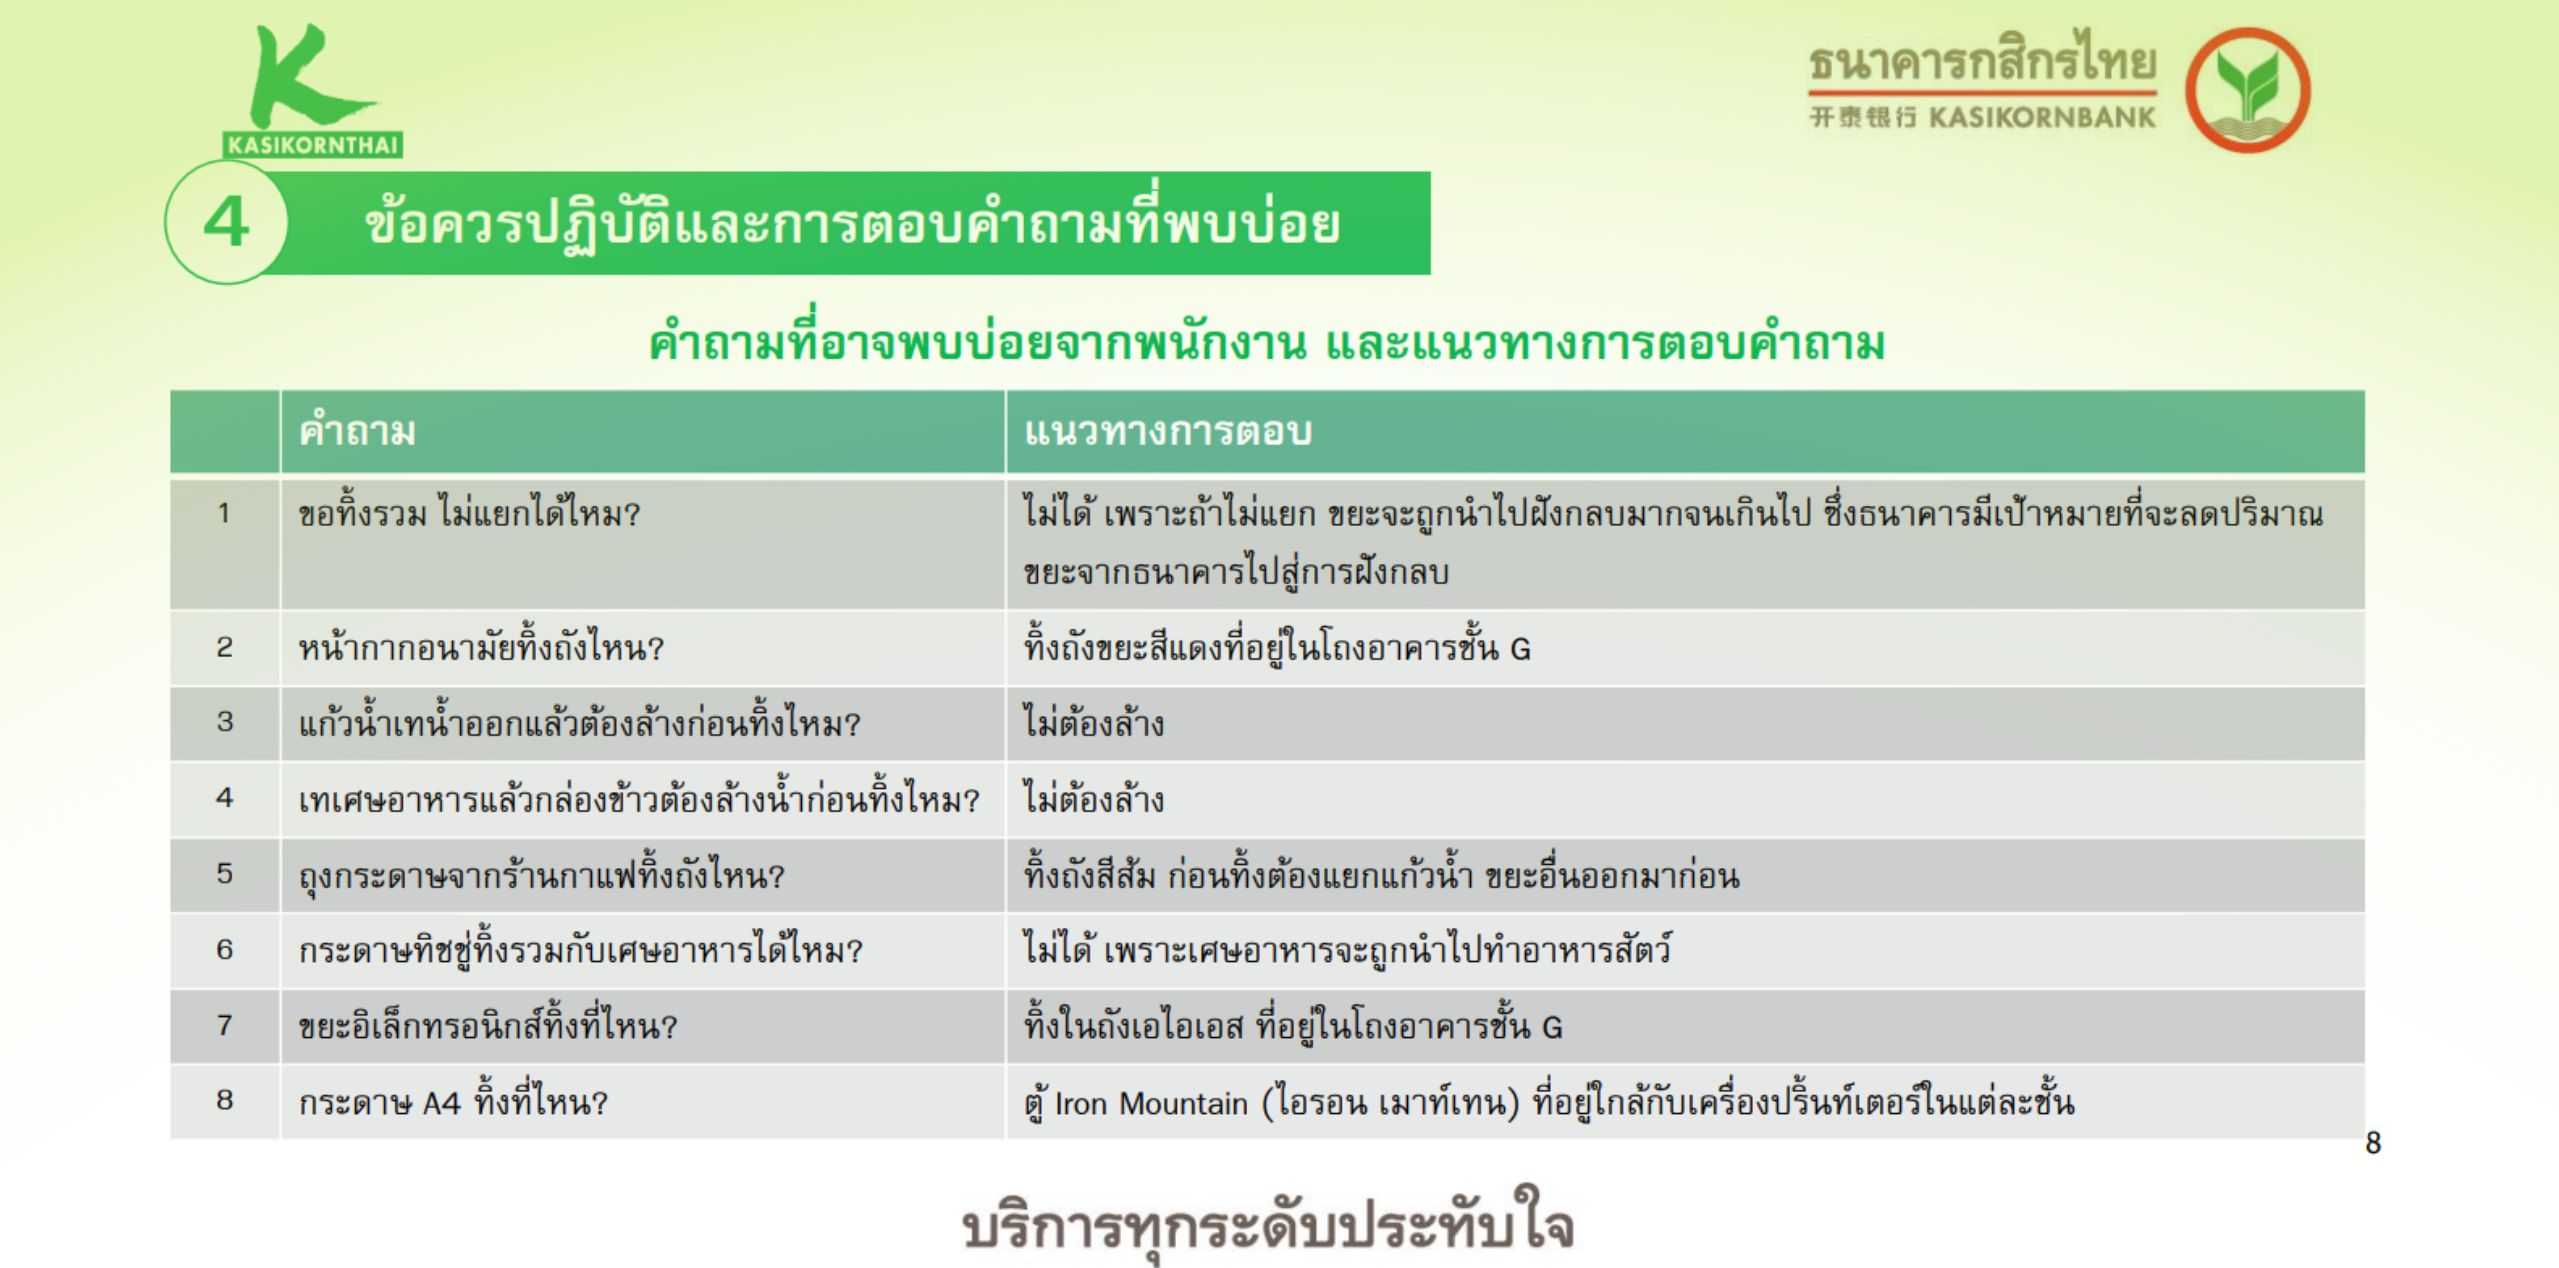 KASIKORNTHAI
ธนาคารกสิกรไทย
开泰银行 KASIKORNBANK
4 ข้อควรปฏิบัติและการตอบคำถามที่พบบ่อย
คำถามที่อาจพบบ่อยจากพนักงาน และแนวทางการตอบคำถาม
คำถาม แนวทางการตอบ
1 ขอทิ้งรวม ไม่แยกได้ไหม? ไม่ได้ เพราะถ้าไม่แยก ขยะจะถูกนำไปฝังกลบมากจนเกินไป ซึ่งธนาคารมีเป้าหมายที่จะลดปริมาณ
ขยะจากธนาคารไปสู่การฝังกลบ
2 หน้ากากอนามัยทิ้งถังไหน? ทิ้งถังขยะสีแดงที่อยู่ในโถงอาคารชั้น G
3 แก้วน้ำเทน้ำออกแล้วต้องล้างก่อนทิ้งไหม? ไม่ต้องล้าง
4 เทเศษอาหารแล้วกล่องข้าวต้องล้างน้ำก่อนทิ้งไหม? ไม่ต้องล้าง
5 ถุงกระดาษจากร้านกาแฟทิ้งถังไหน? ทิ้งถังสีส้ม ก่อนทิ้งต้องแยกแก้วน้ำ ขยะอื่นออกมาก่อน
6 กระดาษทิชชู่ทิ้งรวมกับเศษอาหารได้ไหม? ไม่ได้ เพราะเศษอาหารจะถูกนำไปทำอาหารสัตว์
7 ขยะอิเล็กทรอนิกส์ทิ้งที่ไหน? ทิ้งในถังเอไอเอส ที่อยู่ในโถงอาคารชั้น G
8 กระดาษ A4 ทิ้งที่ไหน? ตู้ Iron Mountain (ไอรอน เมาท์เทน) ที่อยู่ใกล้กับเครื่องปริ้นท์เตอร์ในแต่ละชั้น
8
บริการทุกระดับประทับใจ